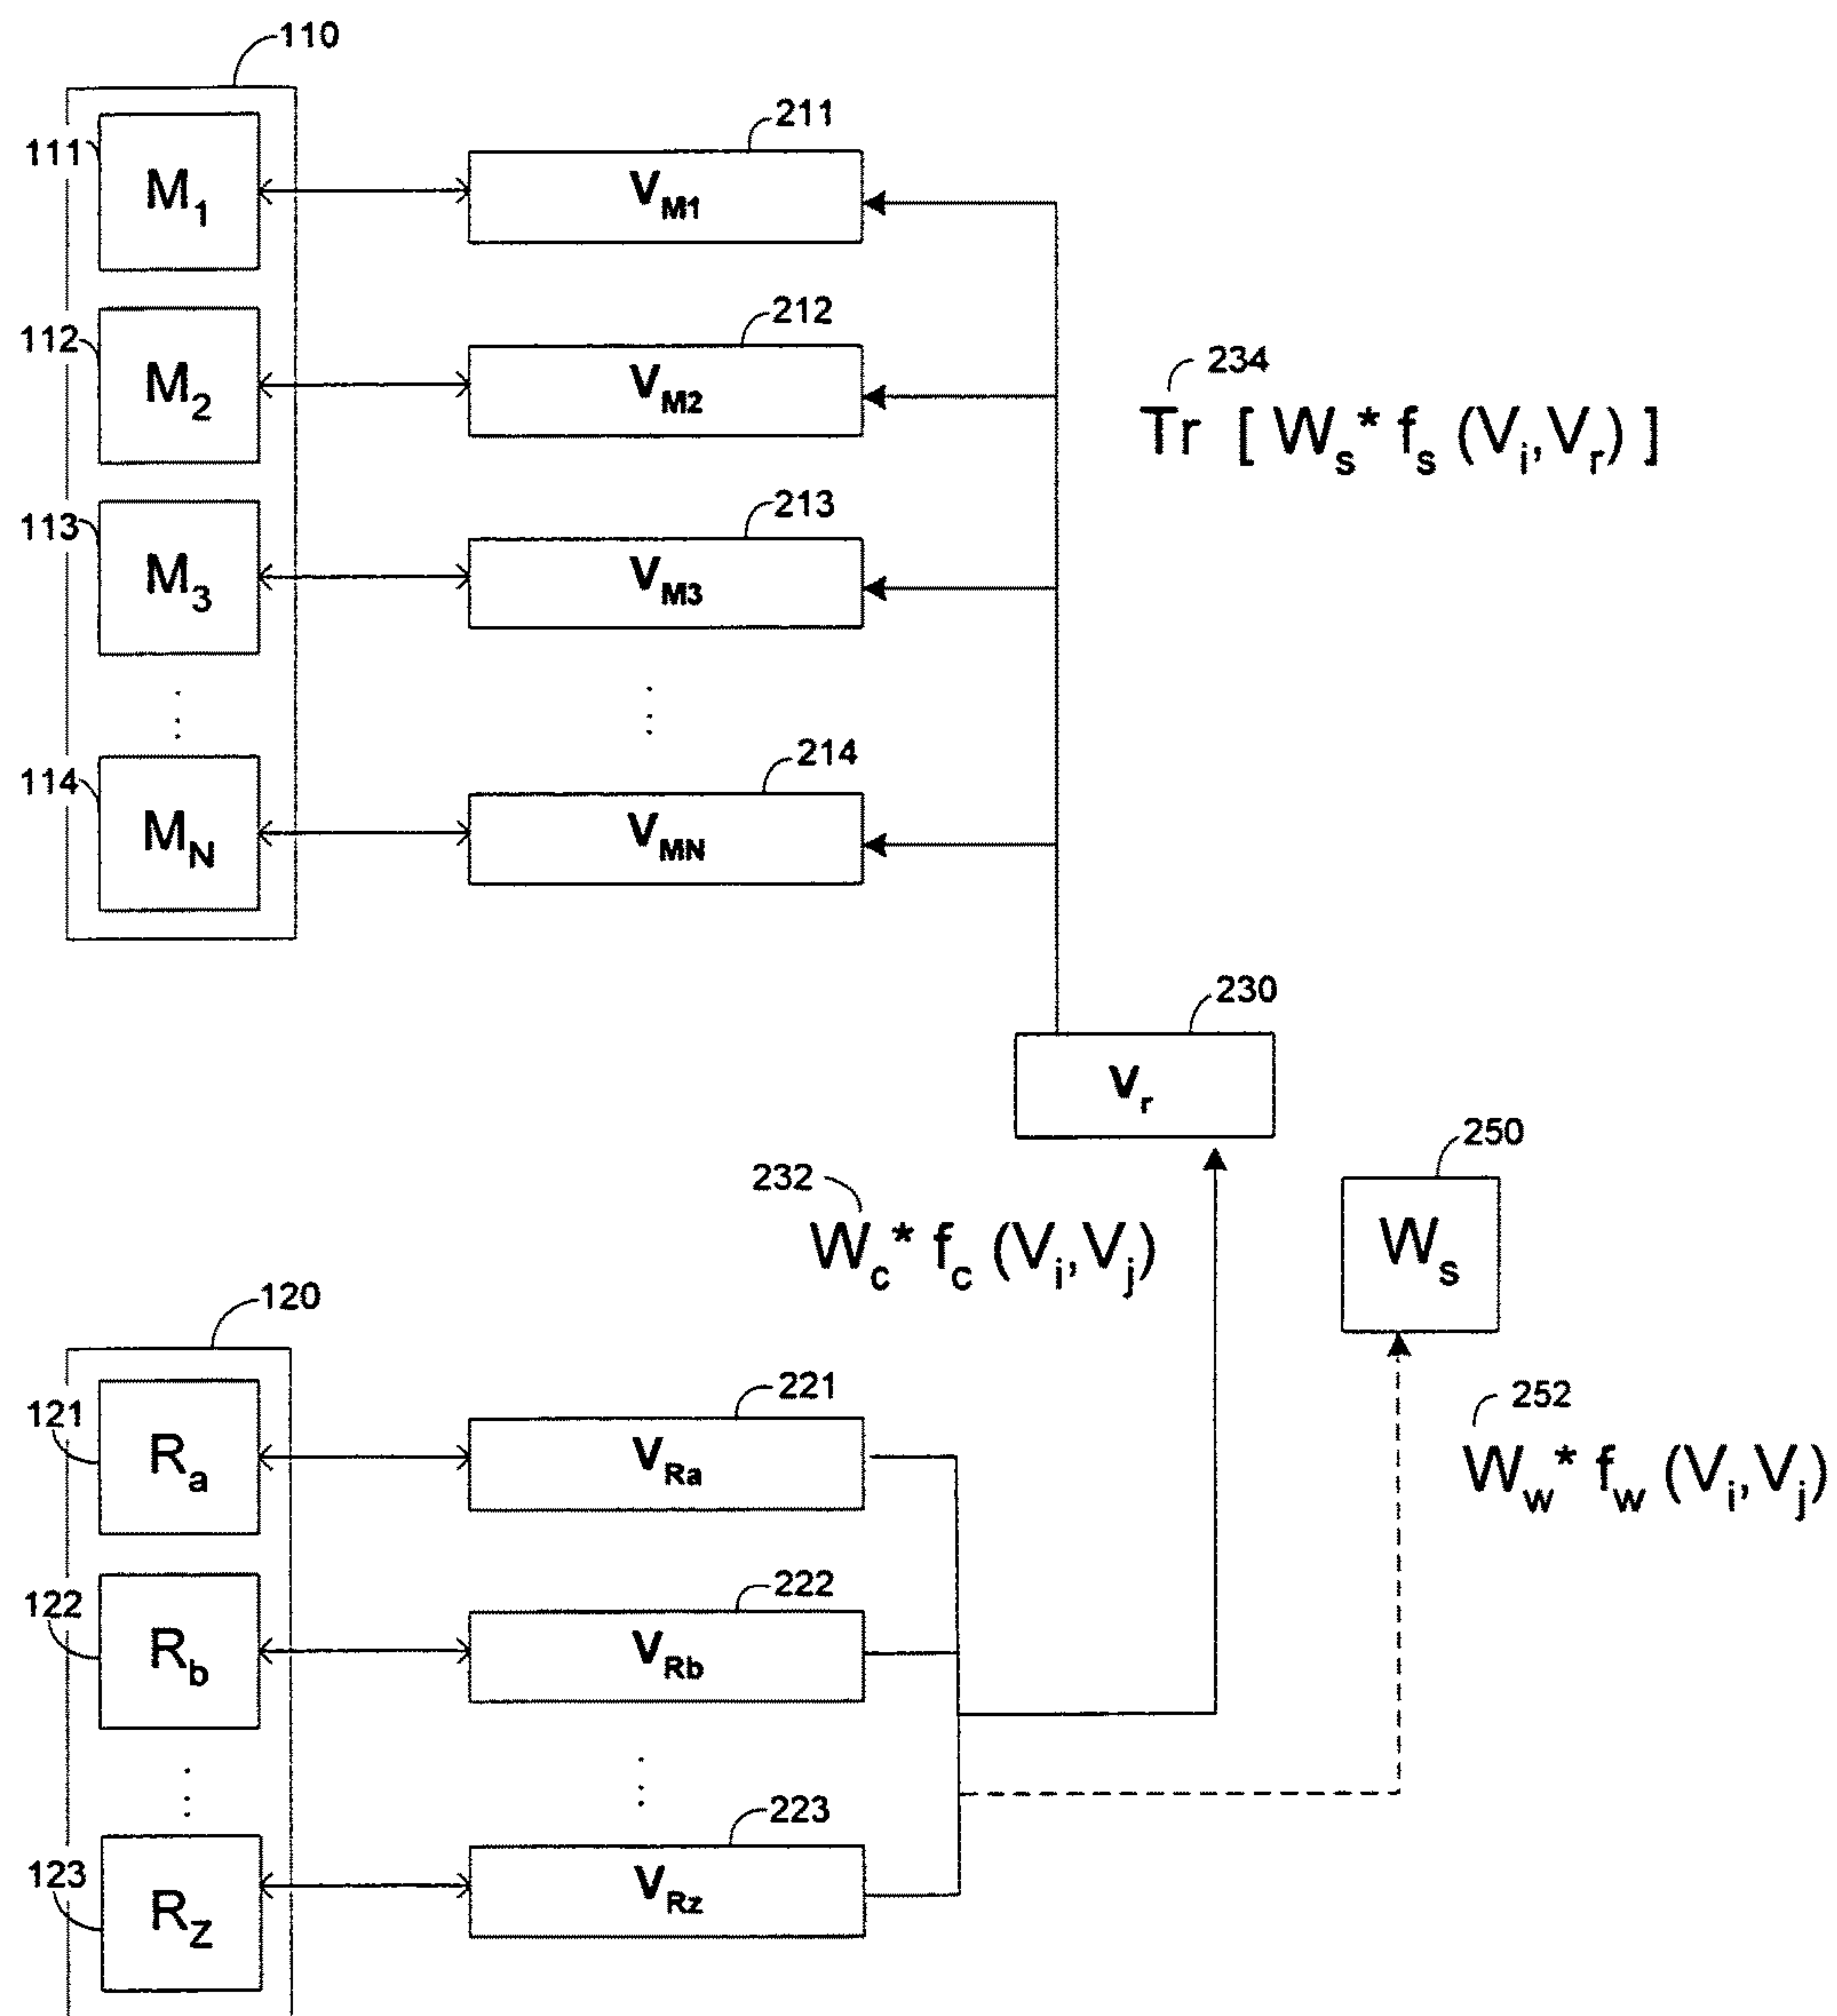 110
111
M1
211
VM1
112
M2
212
VM2
234
Tr [ Ws* fs (Vi,Vr) ]
113
M3
213
VM3
114
MN
214
VMN
230
Vr
232
Wc* fc (Vi,Vj)
250
Ws
120
121
Ra
221
VRa
252
Ww* fw (Vi,Vj)
122
Rb
222
VRb
123
Rz
223
VRz